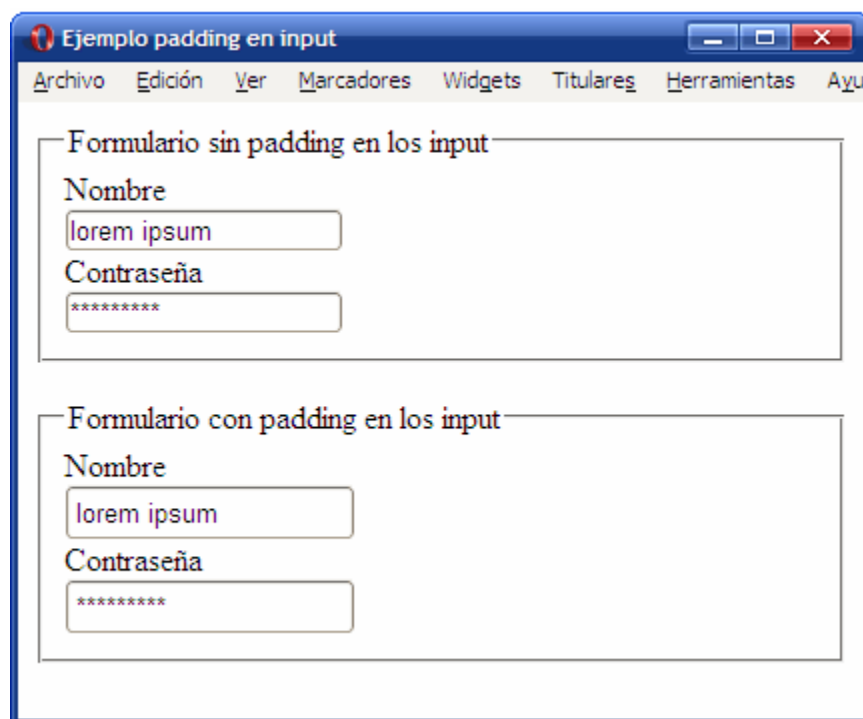 Ejemplo padding en input
Archivo Edición Ver Marcadores Widgets Titulares Herramientas Ayu
Formulario sin padding en los input
Nombre
lorem ipsum
Contraseña
*********
Formulario con padding en los input
Nombre
lorem ipsum
Contraseña
*********